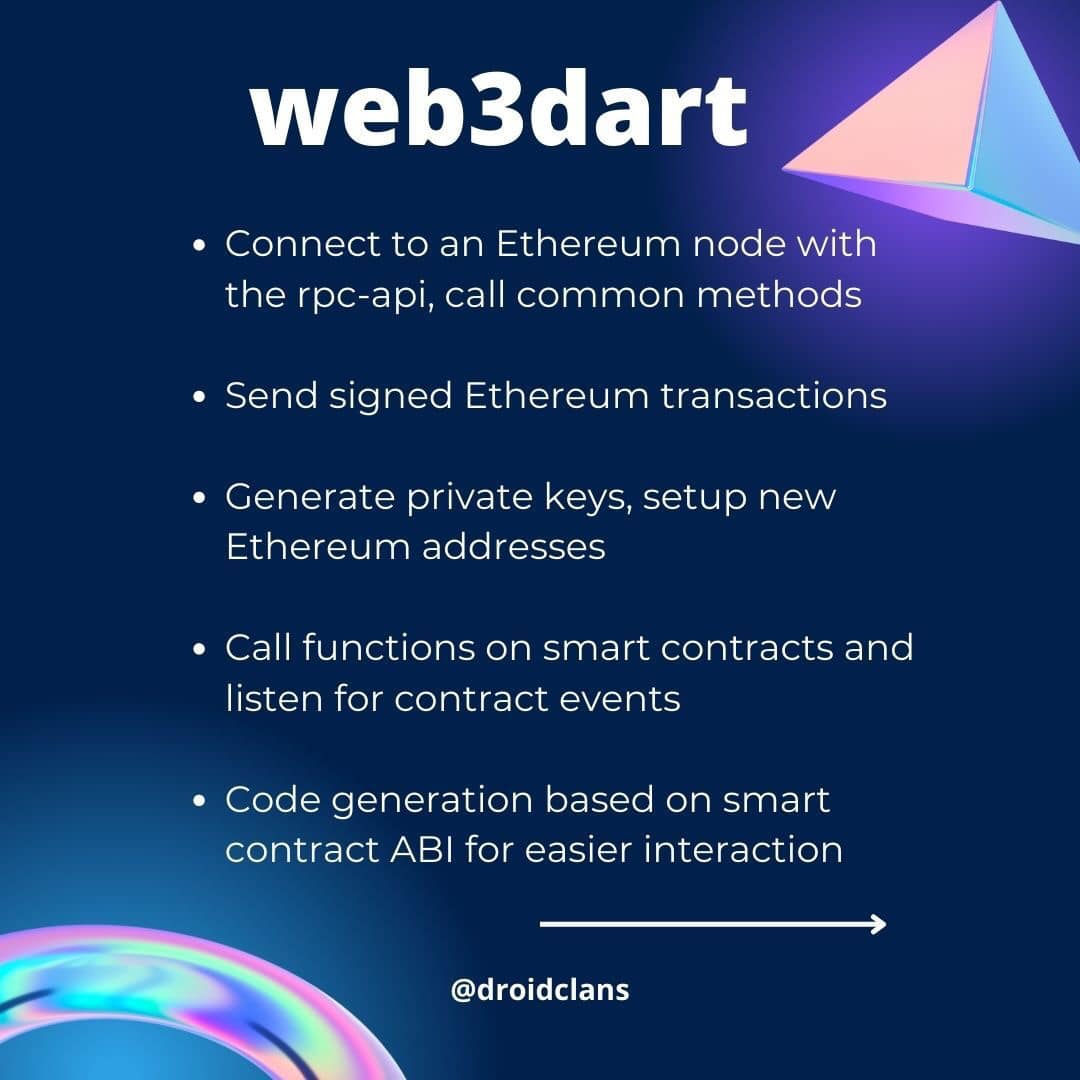 web3dart
• Connect to an Ethereum node with
the rpc-api, call common methods
• Send signed Ethereum transactions
• Generate private keys, setup new
Ethereum addresses
• Call functions on smart contracts and
listen for contract events
• Code generation based on smart
contract ABI for easier interaction
@droidclans